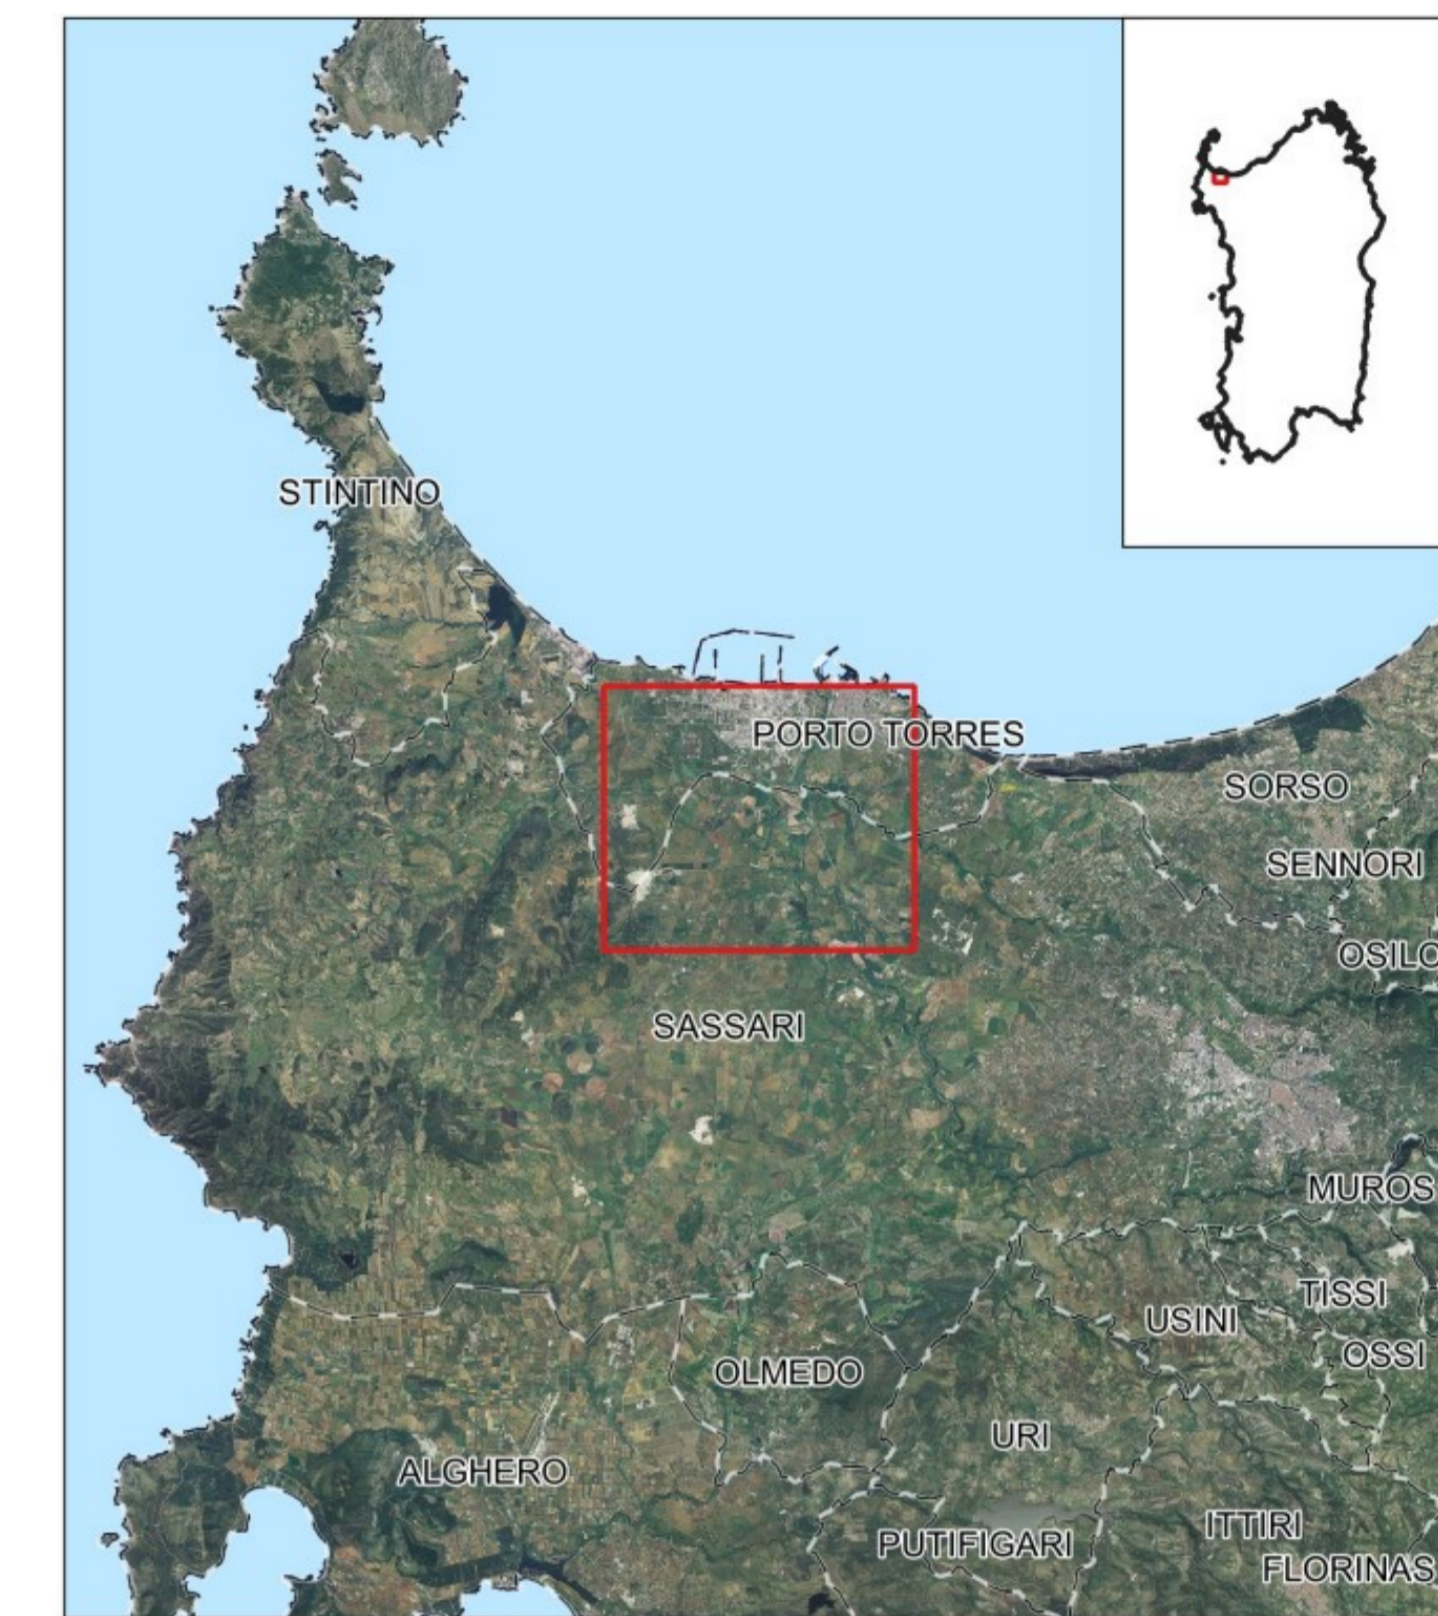 STINTINO
PORTO TORRES
SORSO
SENNORI
OSILO
SASSARI
MUROS
TISSI
USINI
OSSI
OLMEDO
URI
ALGHERO
ITTIRI
PUTIFIGARI
FLORINAS